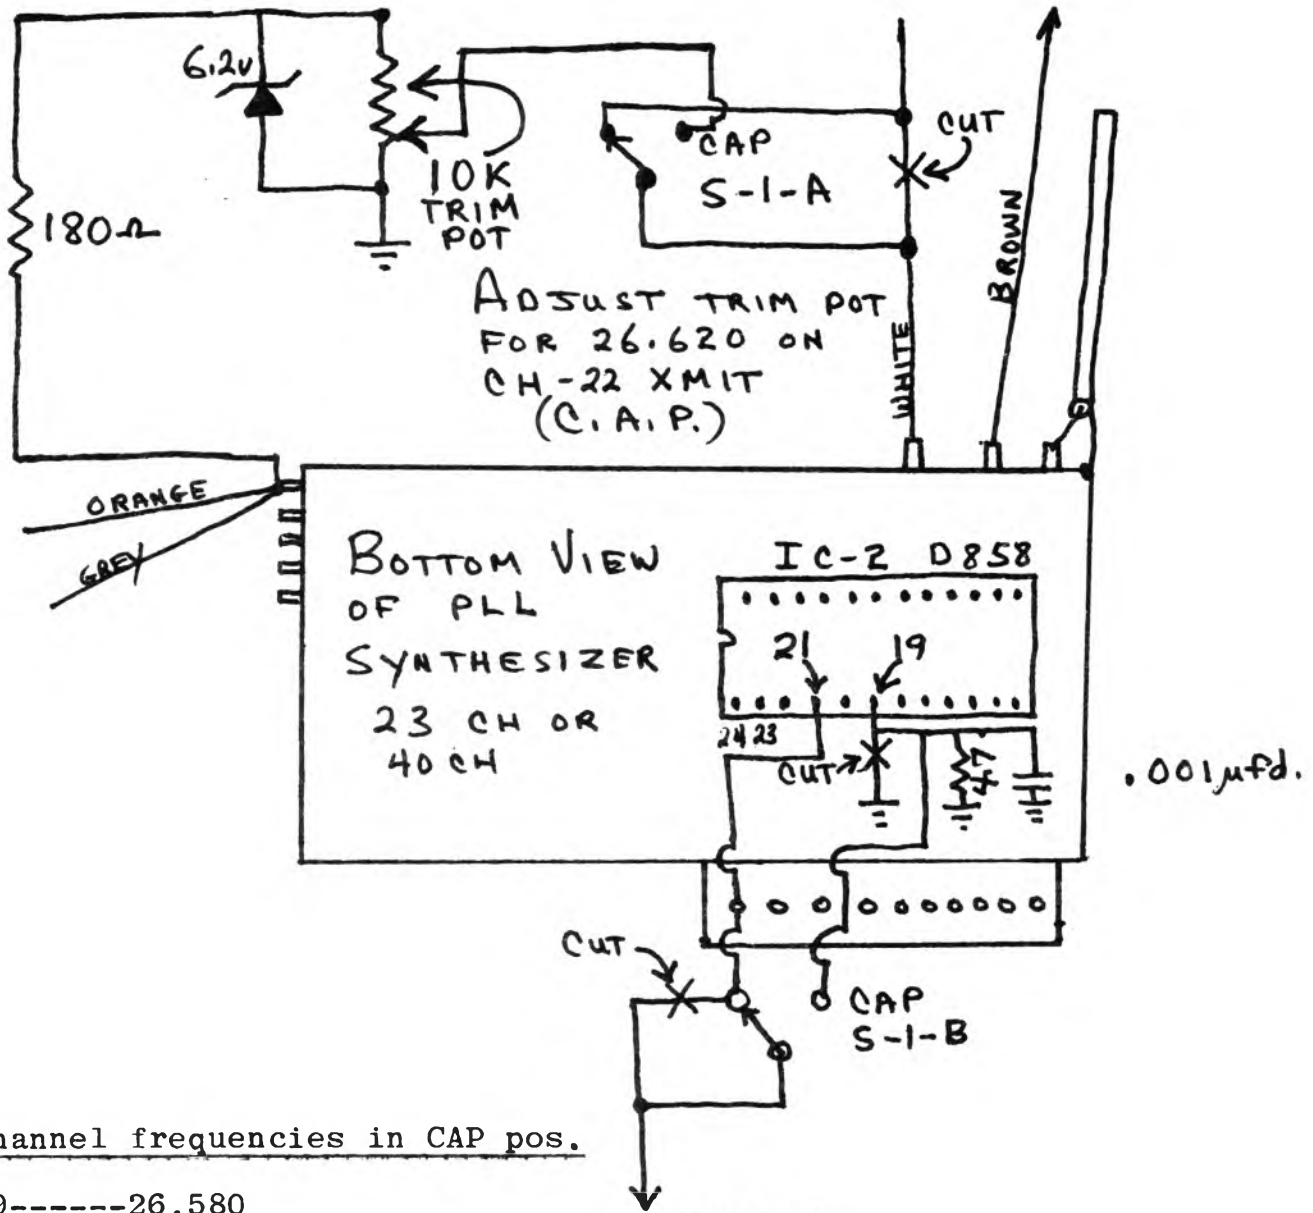 6.2v
180Ω
10K
TRIM
POT
CAP
S-1-A
CUT
BROWN
WHITE
ADJUST TRIM POT
FOR 26.620 ON
CH-22 XMIT
(C.A.P.)
ORANGE
GREY
BOTTOM VIEW
OF PLL
SYNTHESIZER
23 CH OR
40 CH
IC-2 D858
21
19
24 23
CUT
47
.001µfd.
CUT
CAP
S-1-B
hannel frequencies in CAP pos.
9------26.580